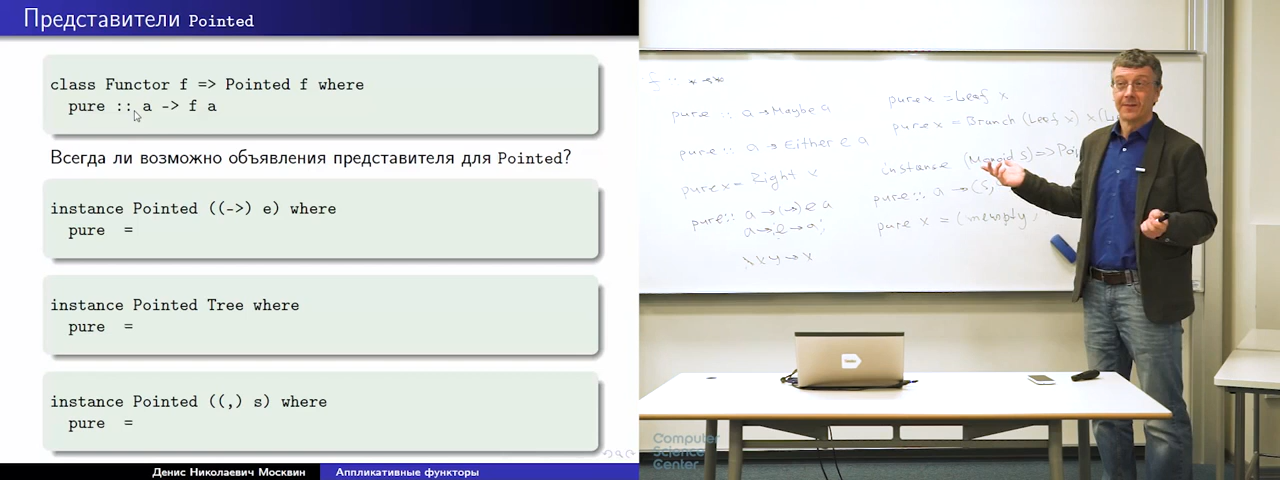 Представители Pointed
class Functor f => Pointed f where
pure :: a -> f a
Всегда ли возможно объявления представителя для Pointed?
instance Pointed ((->) e) where
pure =
instance Pointed Tree where
pure =
instance Pointed ((,) s) where
pure =
Денис Николаевич Москвин
Аппликативные функторы
pure :: a → Maybe a
pure :: a → Either e a
pure x = Right x
pure :: a → (→) e a
a → e → a
\ x y → x
pure x = Leaf x
pure x = Branch (Leaf x) x
instance (Monoid s) =>
pure :: a → (s,
pure x = (mempty,
Computer
Science
Center